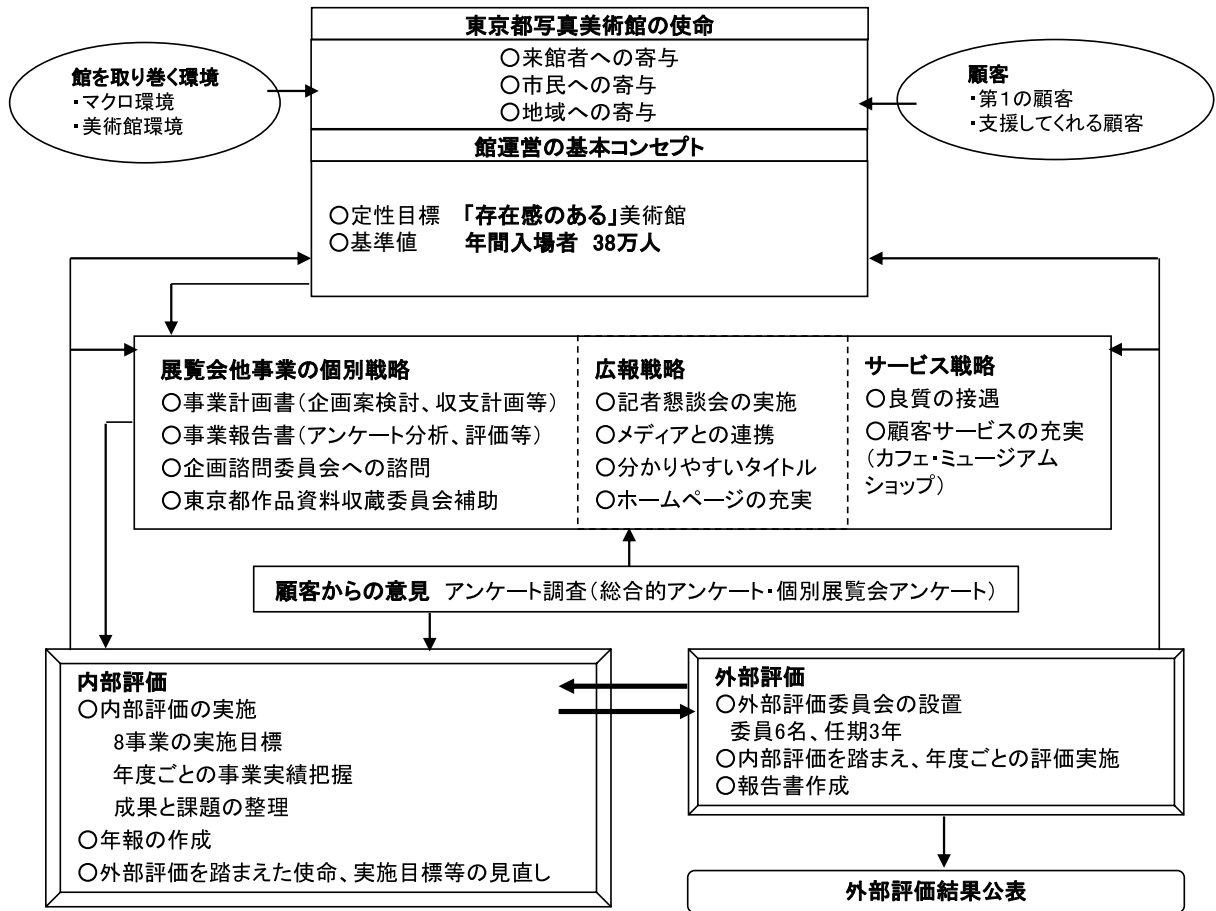 東京都写真美術館の使命
○来館者への寄与
○市民への寄与
○地域への寄与
館を取り巻く環境
・マクロ環境
・美術館環境
顧客
・第1の顧客
・支援してくれる顧客
館運営の基本コンセプト
○定性目標 「存在感のある」美術館
○基準値 年間入場者 38万人
展覧会他事業の個別戦略
○事業計画書(企画案検討、収支計画等)
○事業報告書(アンケート分析、評価等)
○企画諮問委員会への諮問
○東京都作品資料収蔵委員会補助
広報戦略
○記者懇談会の実施
○メディアとの連携
○分かりやすいタイトル
○ホームページの充実
サービス戦略
○良質の接遇
○顧客サービスの充実
(カフェ・ミュージアム
ショップ)
顧客からの意見 アンケート調査(総合的アンケート・個別展覧会アンケート)
内部評価
○内部評価の実施
8事業の実施目標
年度ごとの事業実績把握
成果と課題の整理
○年報の作成
○外部評価を踏まえた使命、実施目標等の見直し
外部評価
○外部評価委員会の設置
委員6名、任期3年
○内部評価を踏まえ、年度ごとの評価実施
○報告書作成
外部評価結果公表